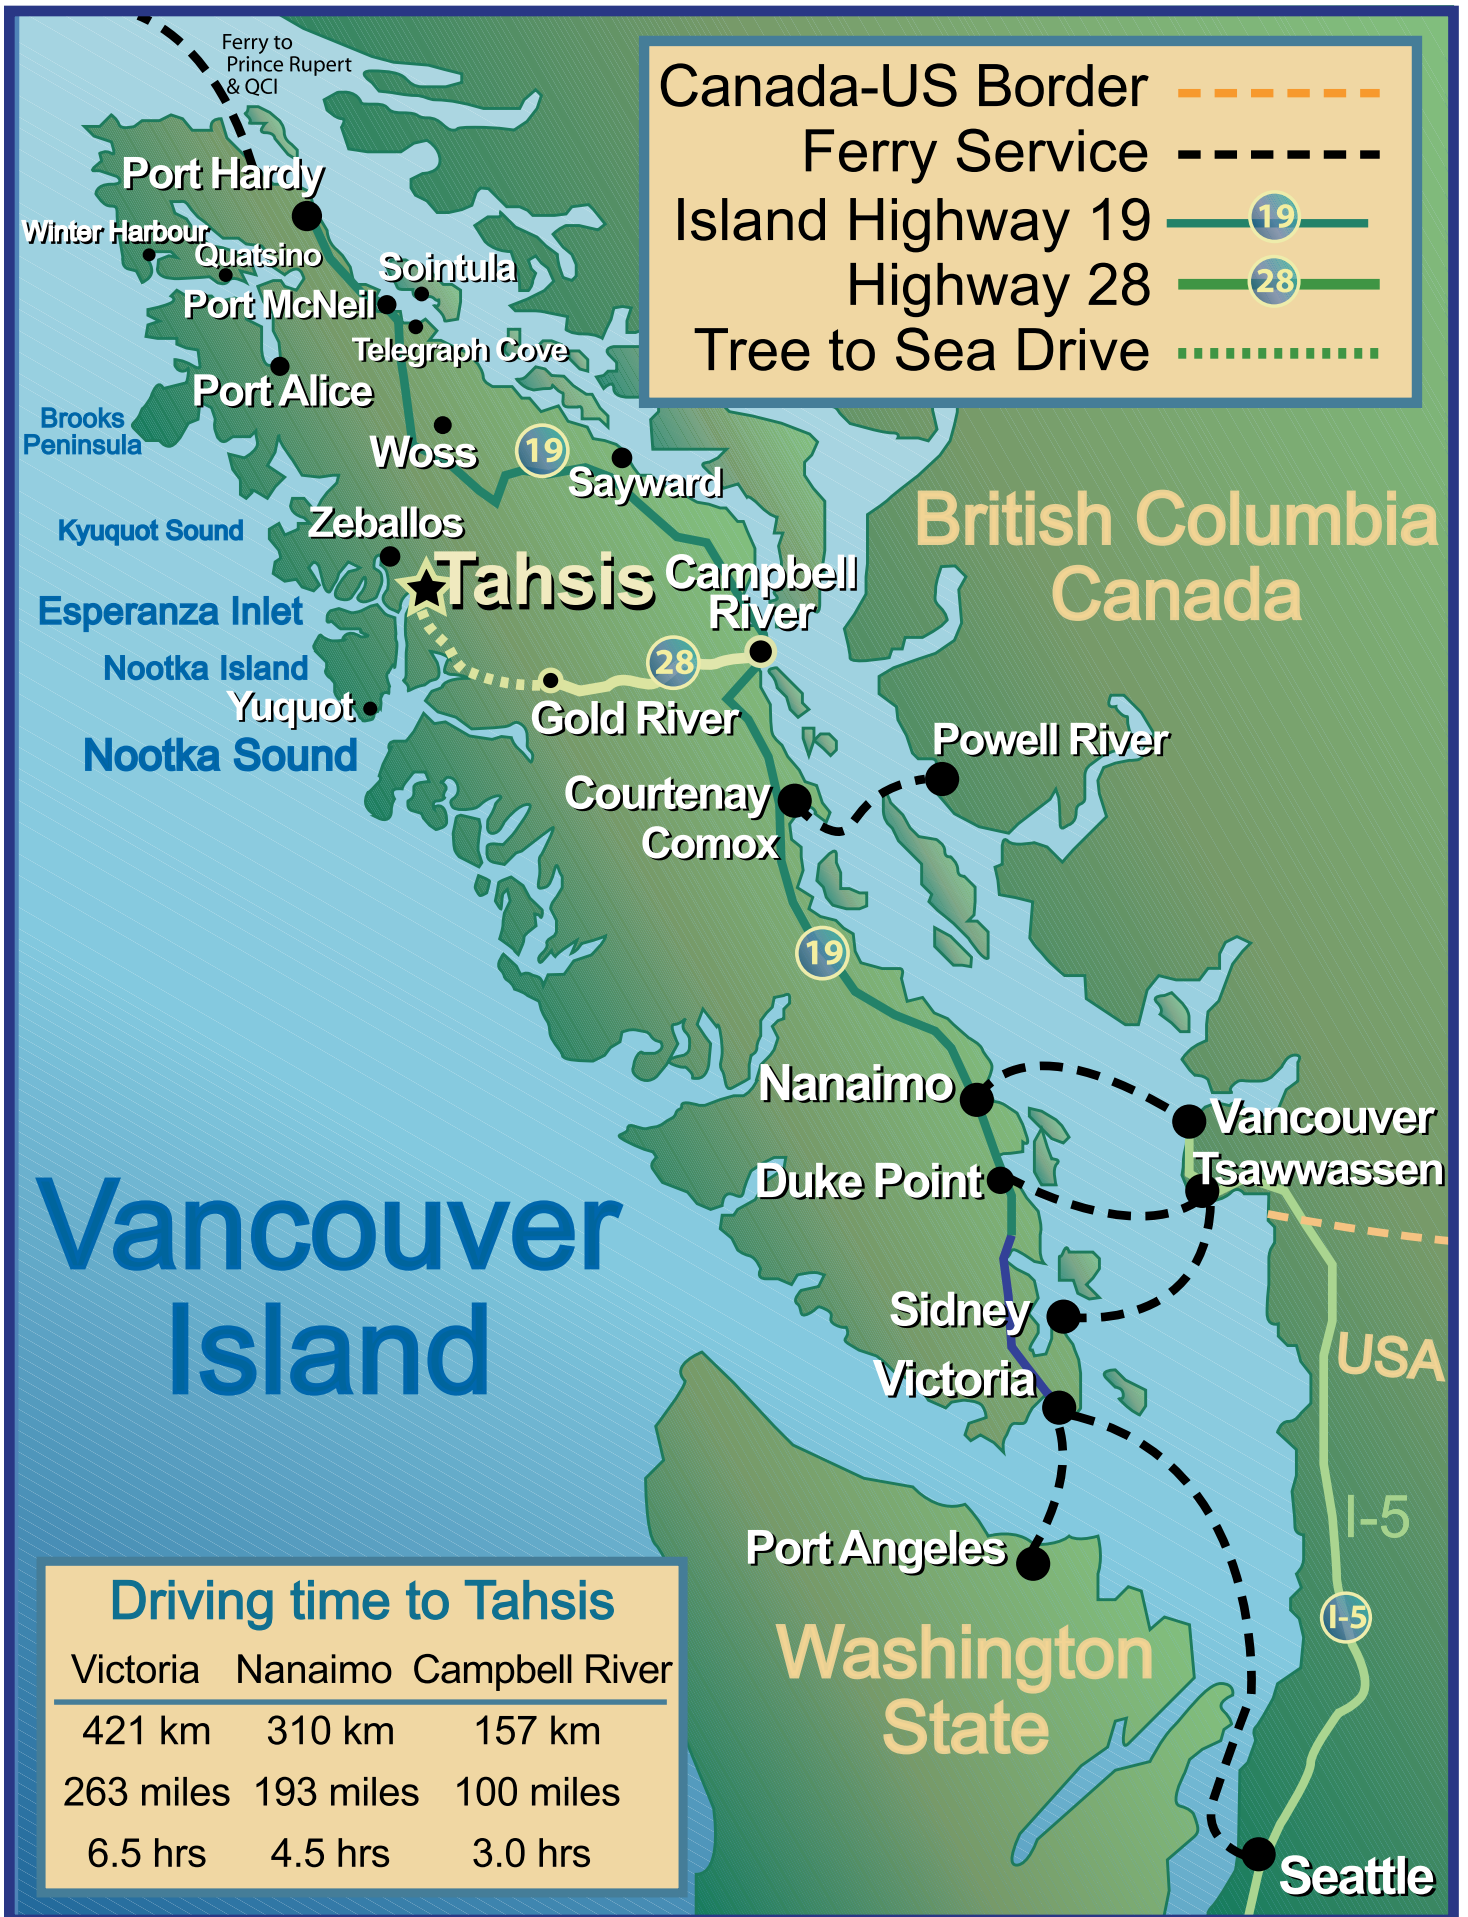 Ferry to
Prince Rupert
& QCI
Canada-US Border
Ferry Service
Island Highway 19
19
Highway 28
28
Tree to Sea Drive
Port Hardy
Winter Harbour
Quatsino
Sointula
Port McNeil
Telegraph Cove
Port Alice
Brooks
Peninsula
Woss
19
Sayward
British Columbia
Canada
Kyuquot Sound
Zeballos
Tahsis
Campbell
River
Esperanza Inlet
28
Nootka Island
Yuquot
Gold River
Nootka Sound
Powell River
Courtenay
Comox
19
Nanaimo
Vancouver
Tsawwassen
Duke Point
Vancouver
Island
Sidney
USA
Victoria
I-5
Port Angeles
I-5
Washington
State
Driving time to Tahsis
Victoria Nanaimo Campbell River
421 km 310 km 157 km
263 miles 193 miles 100 miles
6.5 hrs 4.5 hrs 3.0 hrs
Seattle